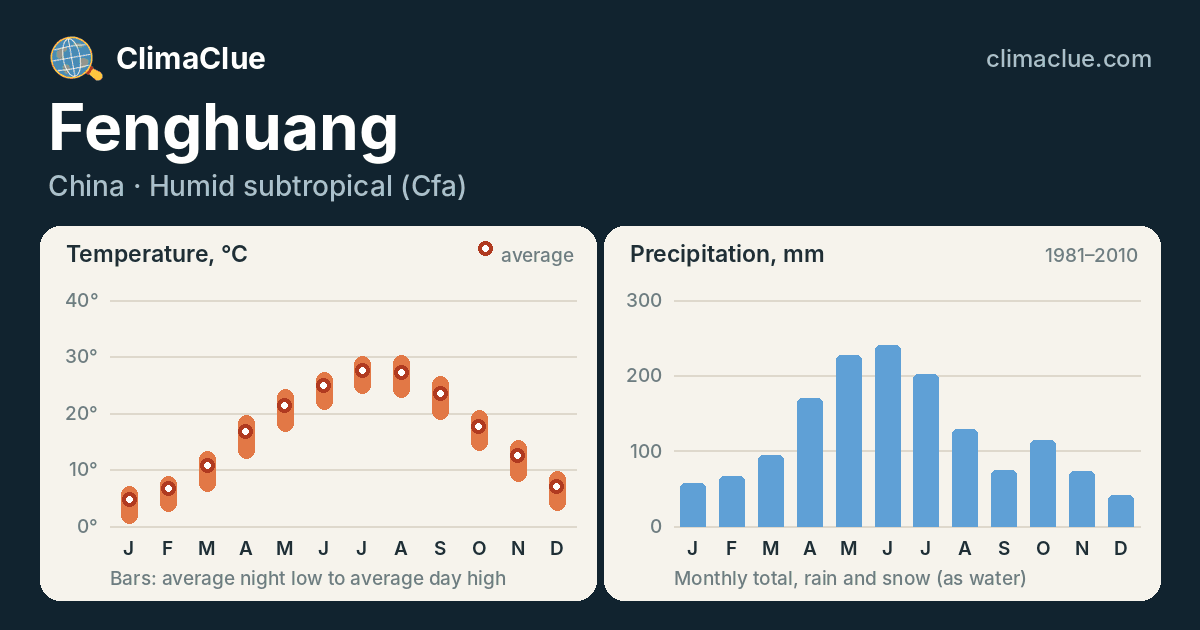 ClimaClue
climaclue.com
Fenghuang
China · Humid subtropical (Cfa)
Temperature, °C
average
40°
30°
20°
10°
0°
J F M A M J J A S O N D
Bars: average night low to average day high
Precipitation, mm
1981–2010
300
200
100
0
J F M A M J J A S O N D
Monthly total, rain and snow (as water)